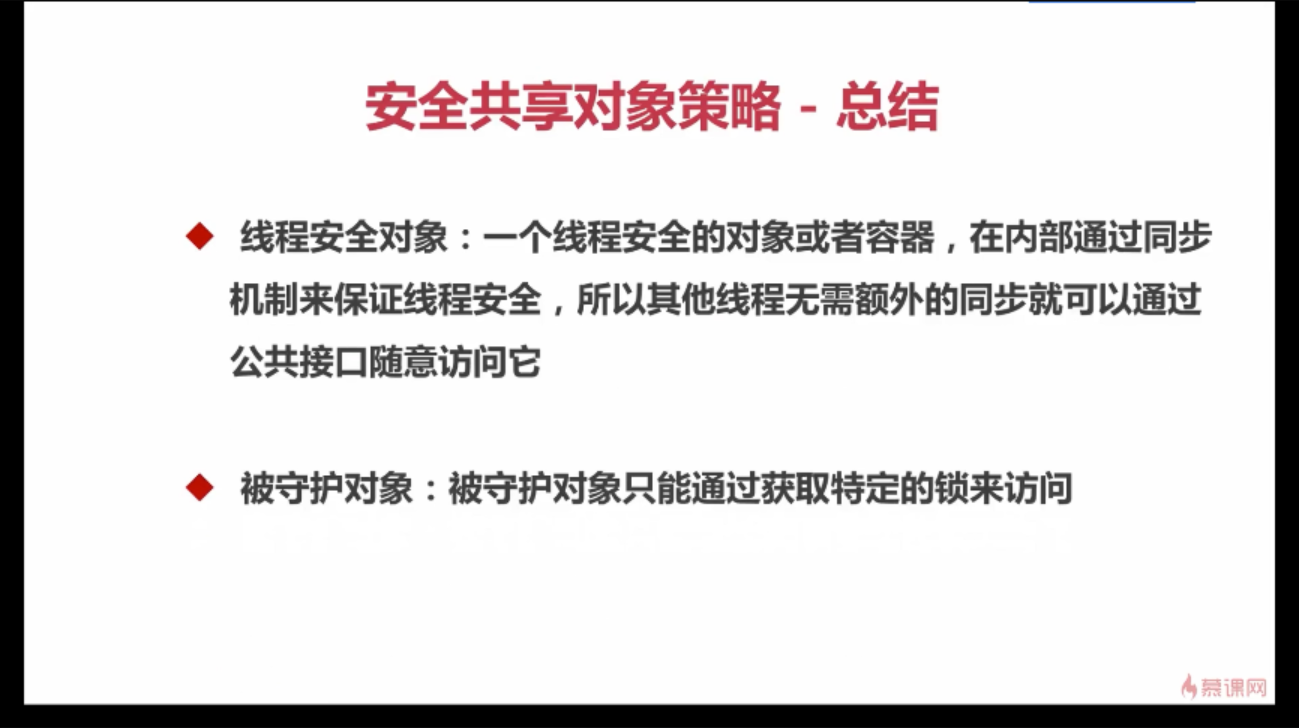 安全共享对象策略 - 总结
线程安全对象：一个线程安全的对象或者容器，在内部通过同步
机制来保证线程安全，所以其他线程无需额外的同步就可以通过
公共接口随意访问它
被守护对象：被守护对象只能通过获取特定的锁来访问
慕课网